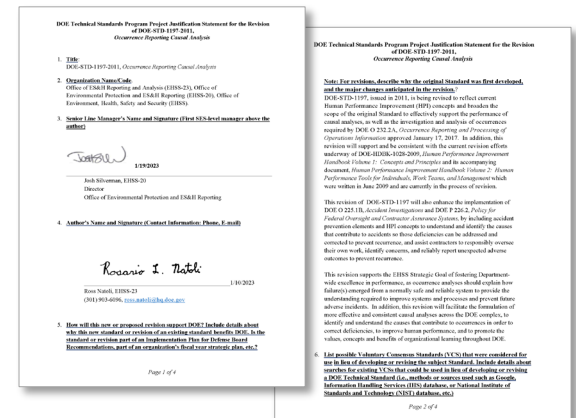 DOE Technical Standards Program Project Justification Statement for the Revision
of DOE-STD-1197-2011,
Occurrence Reporting Causal Analysis
1. Title:
DOE-STD-1197-2011, Occurrence Reporting Causal Analysis
2. Organization Name/Code.
Office of ES&H Reporting and Analysis (EHSS-23), Office of
Environmental Protection and ES&H Reporting (EHSS-20), Office of
Environment, Health, Safety and Security (EHSS).
3. Senior Line Manager's Name and Signature (First SES-level manager above the
author)
1/19/2023
Josh Silverman, EHSS-20
Director
Office of Environmental Protection and ES&H Reporting
4. Author's Name and Signature (Contact Information: Phone, E-mail)
Rosario I. Natoli
1/10/2023
Ross Natoli, EHSS-23
(301) 903-6096, ross.natoli@hq.doe.gov
5. How will this new or proposed revision support DOE? Include details about
why this new standard or revision of an existing standard benefits DOE. Is the
standard or revision part of an Implementation Plan for Defense Board
Recommendations, part of an organization's fiscal year strategic plan, etc.?
Page 1 of 4
DOE Technical Standards Program Project Justification Statement for the Revision
of DOE-STD-1197-2011,
Occurrence Reporting Causal Analysis
Note: For revisions, describe why the original Standard was first developed,
and the major changes anticipated in the revision.?
DOE-STD-1197, issued in 2011, is being revised to reflect current
Human Performance Improvement (HPI) concepts and broaden the
scope of the original Standard to effectively support the performance of
causal analyses, as well as the investigation and analysis of occurrences
required by DOE O 232.2A, Occurrence Reporting and Processing of
Operations Information approved January 17, 2017. In addition, this
revision will support and be consistent with the current revision efforts
underway of DOE-HDBK-1028-2009, Human Performance Improvement
Handbook Volume 1: Concepts and Principles and its accompanying
document, Human Performance Improvement Handbook Volume 2: Human
Performance Tools for Individuals, Work Teams, and Management which
were written in June 2009 and are currently in the process of revision.
This revision of DOE-STD-1197 will also enhance the implementation of
DOE O 225.1B, Accident Investigations and DOE P 226.2, Policy for
Federal Oversight and Contractor Assurance Systems, by including accident
prevention elements and HPI concepts to understand and identify the causes
that contribute to accidents so those deficiencies can be addressed and
corrected to prevent recurrence, and assist contractors to responsibly oversee
their own work, identify concerns, and reliably report unexpected adverse
outcomes to prevent recurrence.
This revision supports the EHSS Strategic Goal of fostering Department-
wide excellence in performance, as occurrence analyses should explain how
failure(s) emerged from a normally safe and reliable system to provide the
understanding required to improve systems and processes and prevent future
adverse incidents. In addition, this revision will facilitate the formulation of
more effective and consistent causal analyses across the DOE complex, to
identify and understand the causes that contribute to occurrences in order to
correct deficiencies, to improve human performance, and to promote the
values, concepts and benefits of organizational learning throughout DOE.
6. List possible Voluntary Consensus Standards (VCS) that were considered for
use in lieu of developing or revising the subject Standard. Include details about
searches for existing VCSs that could be used in lieu of developing or revising
a DOE Technical Standard (i.e., methods or sources used such as Google,
Information Handling Services (IHS) database, or National Institute of
Standards and Technology (NIST) database, etc.)
Page 2 of 4